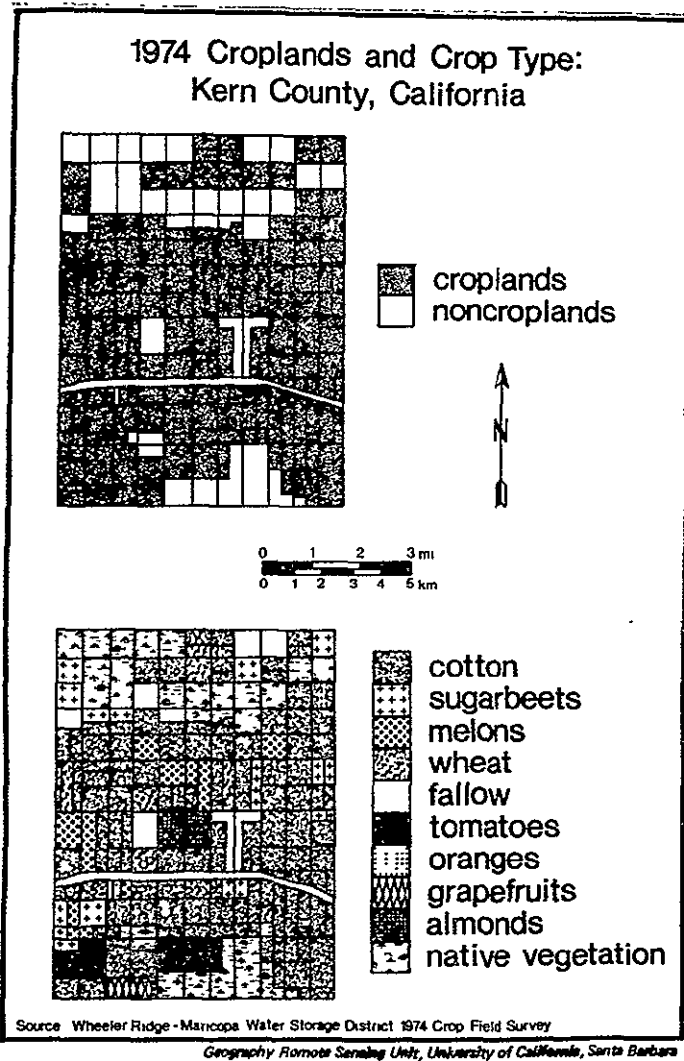 1974 Croplands and Crop Type:
Kern County, California
croplands
noncroplands
N
0 1 2 3 mi
0 1 2 3 4 5 km
cotton
sugarbeets
melons
wheat
fallow
tomatoes
oranges
grapefruits
almonds
native vegetation
Source Wheeler Ridge - Maricopa Water Storage District 1974 Crop Field Survey
Geography Remote Sensing Unit, University of California, Santa Barbara